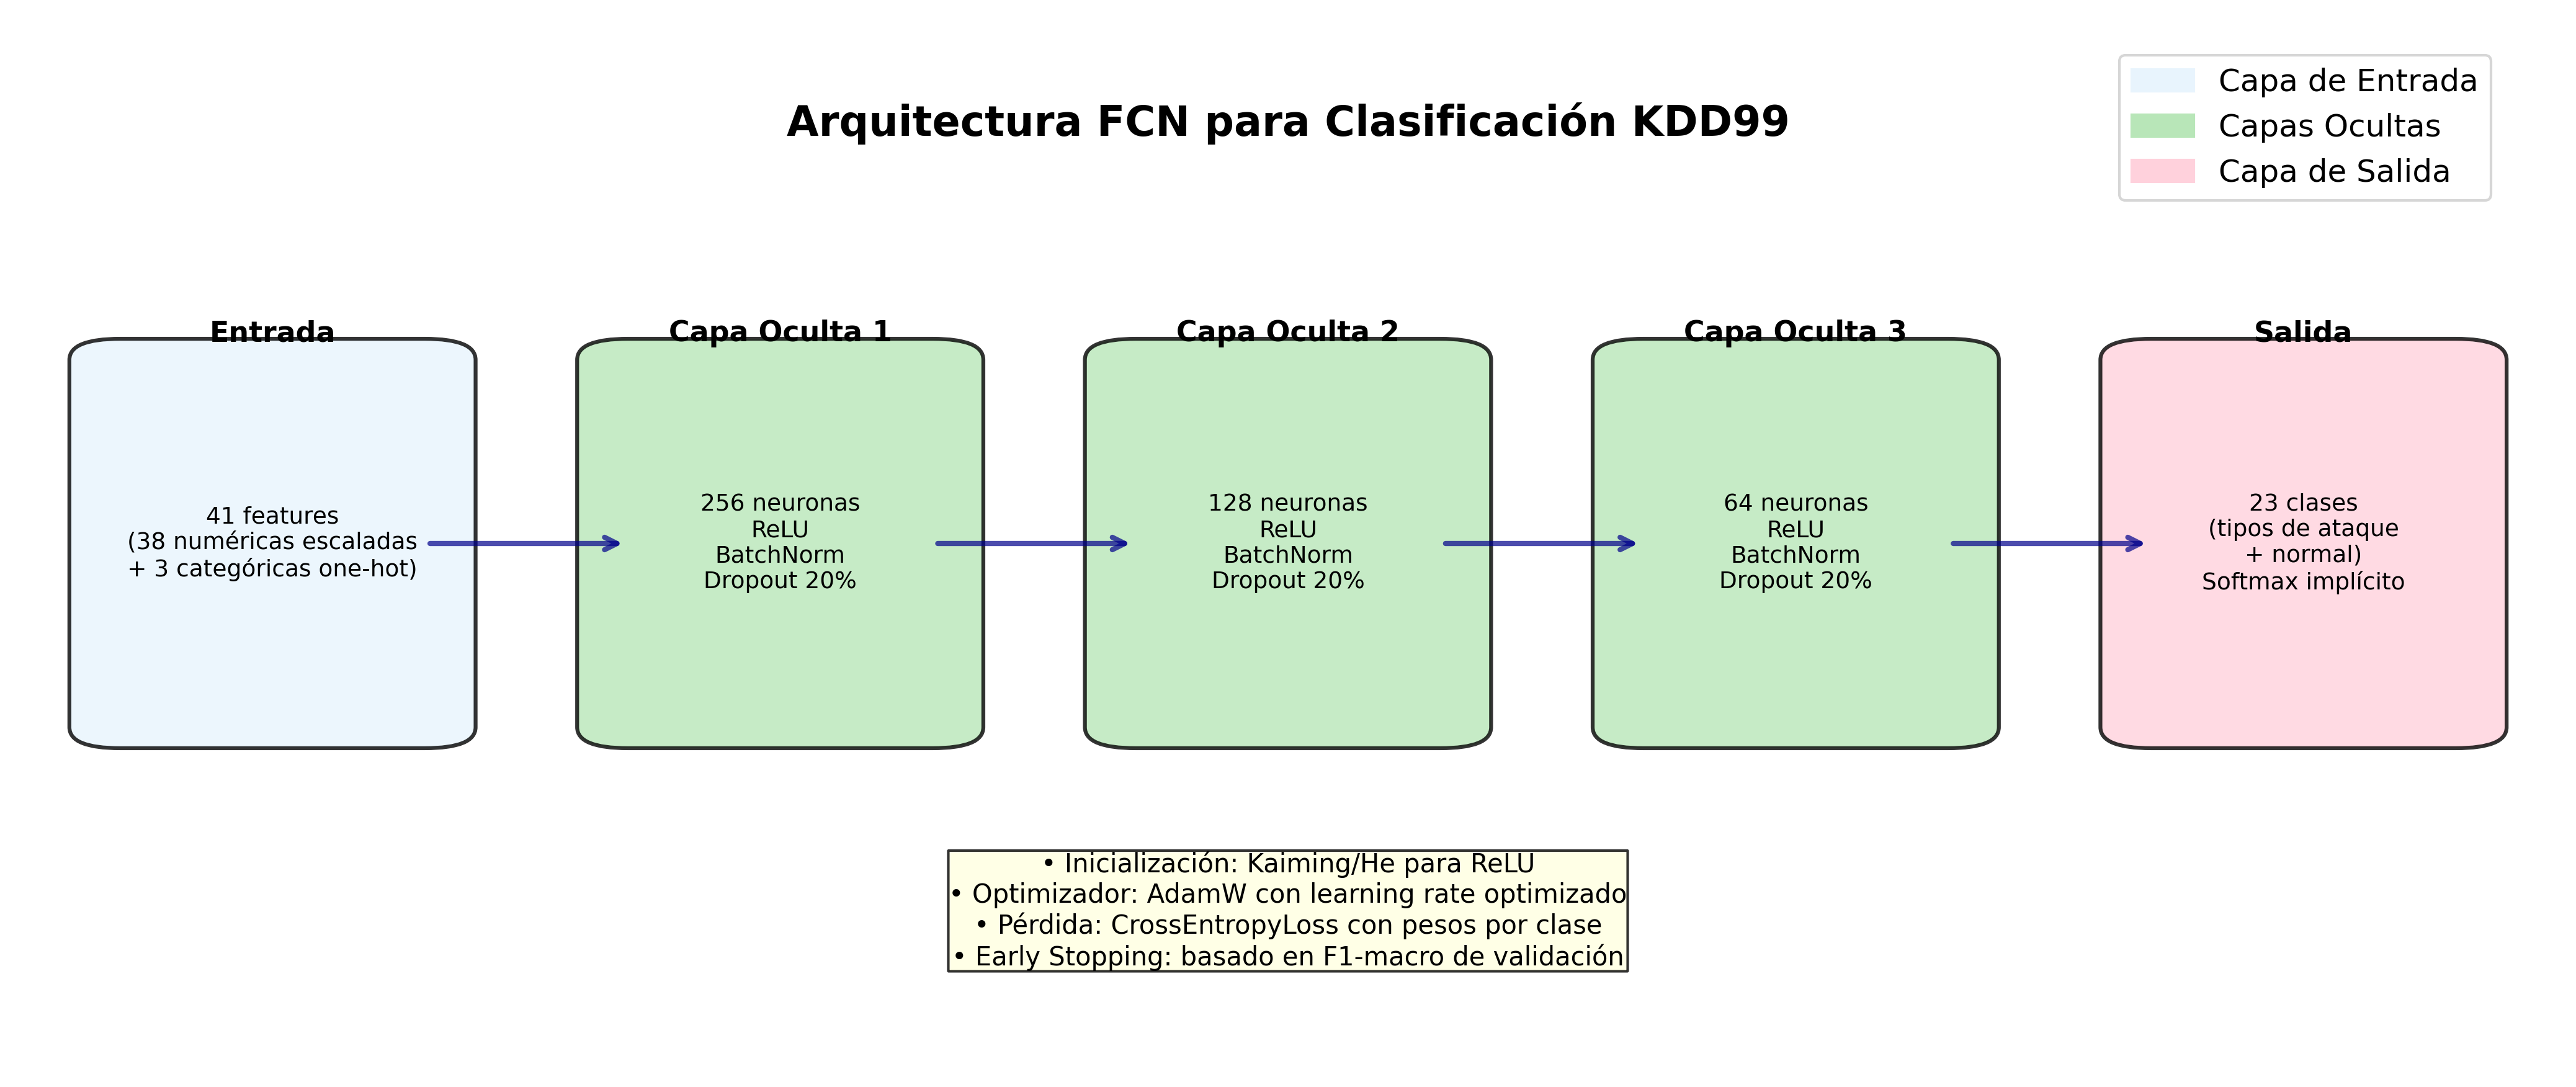 Arquitectura FCN para Clasificación KDD99
Capa de Entrada
Capas Ocultas
Capa de Salida
Entrada
41 features
(38 numéricas escaladas
+ 3 categóricas one-hot)
Capa Oculta 1
256 neuronas
ReLU
BatchNorm
Dropout 20%
Capa Oculta 2
128 neuronas
ReLU
BatchNorm
Dropout 20%
Capa Oculta 3
64 neuronas
ReLU
BatchNorm
Dropout 20%
Salida
23 clases
(tipos de ataque
+ normal)
Softmax implícito
• Inicialización: Kaiming/He para ReLU
• Optimizador: AdamW con learning rate optimizado
• Pérdida: CrossEntropyLoss con pesos por clase
• Early Stopping: basado en F1-macro de validación